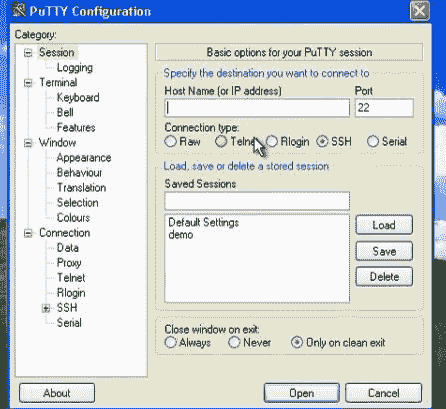 PuTTY Configuration
Category:
Session
Logging
Terminal
Keyboard
Bell
Features
Window
Appearance
Behaviour
Translation
Selection
Colours
Connection
Data
Proxy
Telnet
Rlogin
SSH
Serial
Basic options for your PuTTY session
Specify the destination you want to connect to
Host Name (or IP address) Port
22
Connection type:
Raw Telnet Rlogin SSH Serial
Load, save or delete a stored session
Saved Sessions
Default Settings
demo
Load
Save
Delete
Close window on exit:
Always Never Only on clean exit
About Open Cancel